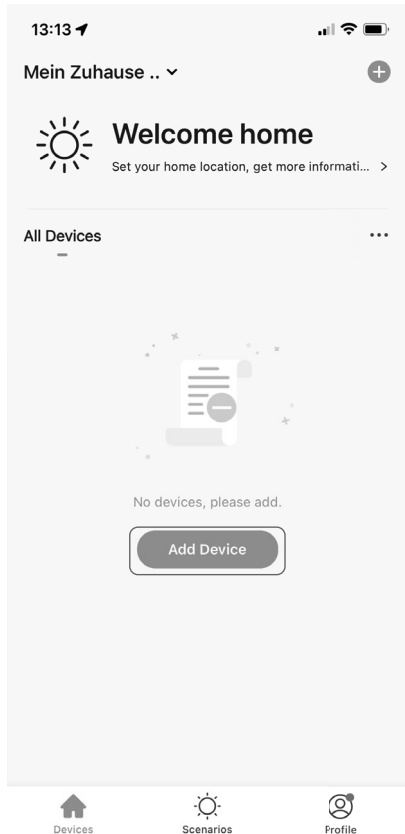 13:13
Mein Zuhause ..
Welcome home
Set your home location, get more informati...
All Devices
No devices, please add.
Add Device
Devices
Scenarios
Profile